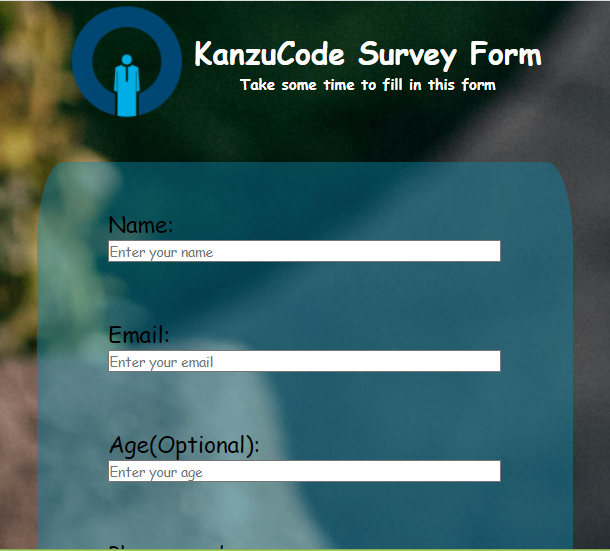 KanzuCode Survey Form
Take some time to fill in this form
Name:
Enter your name
Email:
Enter your email
Age(Optional):
Enter your age